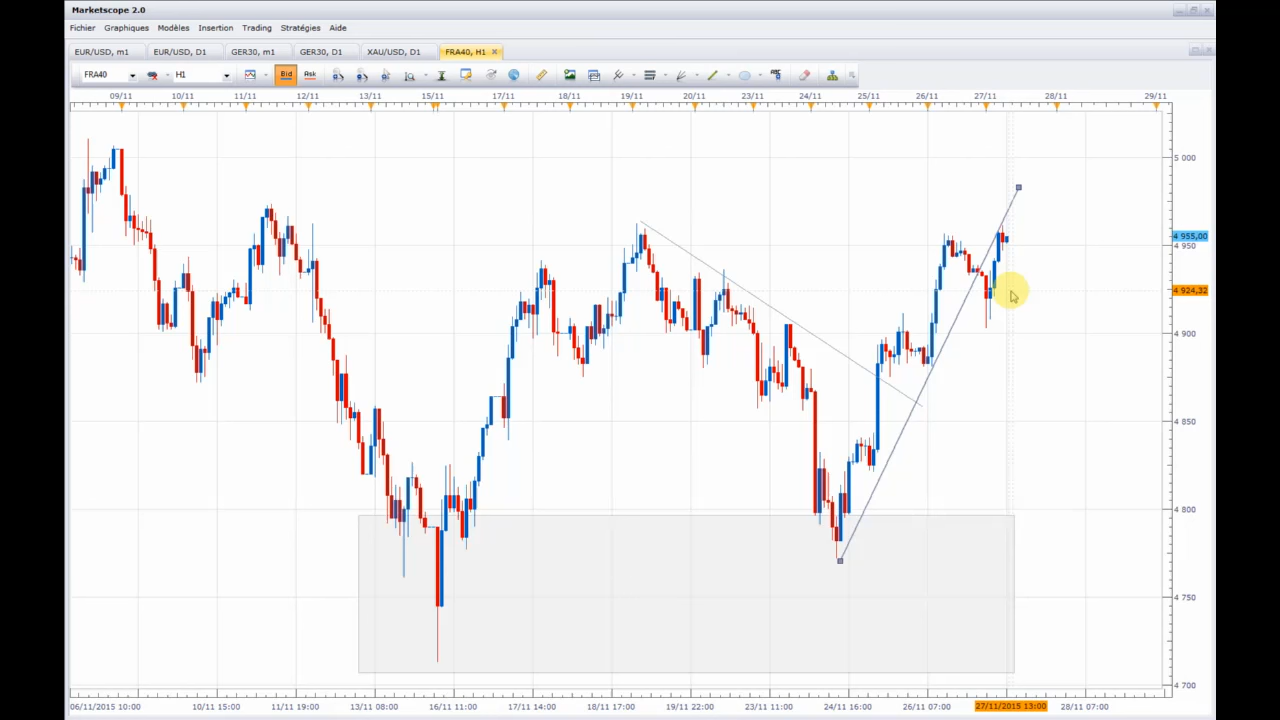 Marketscope 2.0
Fichier Graphiques Modèles Insertion Trading Stratégies Aide
EUR/USD, m1 EUR/USD, D1 GER30, m1 GER30, D1 XAU/USD, D1 FRA40, H1
FRA40 H1 Bid Ask
09/11 10/11 11/11 12/11 13/11 15/11 17/11 18/11 19/11 20/11 23/11 24/11 25/11 26/11 27/11 28/11 29/11
5 000
4 955,00
4 950
4 924,32
4 900
4 850
4 800
4 750
4 700
06/11/2015 10:00 10/11 15:00 11/11 19:00 13/11 08:00 16/11 11:00 17/11 14:00 18/11 17:00 19/11 22:00 23/11 11:00 24/11 16:00 26/11 07:00 27/11/2015 13:00 28/11 07:00